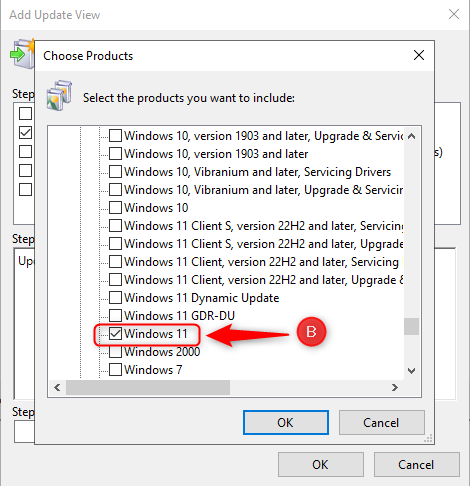 Add Update View
Choose Products
Select the products you want to include:
Step
Windows 10, version 1903 and later, Upgrade & Servic
Windows 10, version 1903 and later
s)
Windows 10, Vibranium and later, Servicing Drivers
Windows 10, Vibranium and later, Upgrade & Servicin
Windows 10
Windows 11 Client S, version 22H2 and later, Servicing
Step
Windows 11 Client S, version 22H2 and later, Upgrade
Upd
Windows 11 Client, version 22H2 and later, Servicing
Windows 11 Client, version 22H2 and later, Upgrade &
Windows 11 Dynamic Update
Windows 11 GDR-DU
Windows 11
B
Windows 2000
Windows 7
Step
OK
Cancel
OK
Cancel